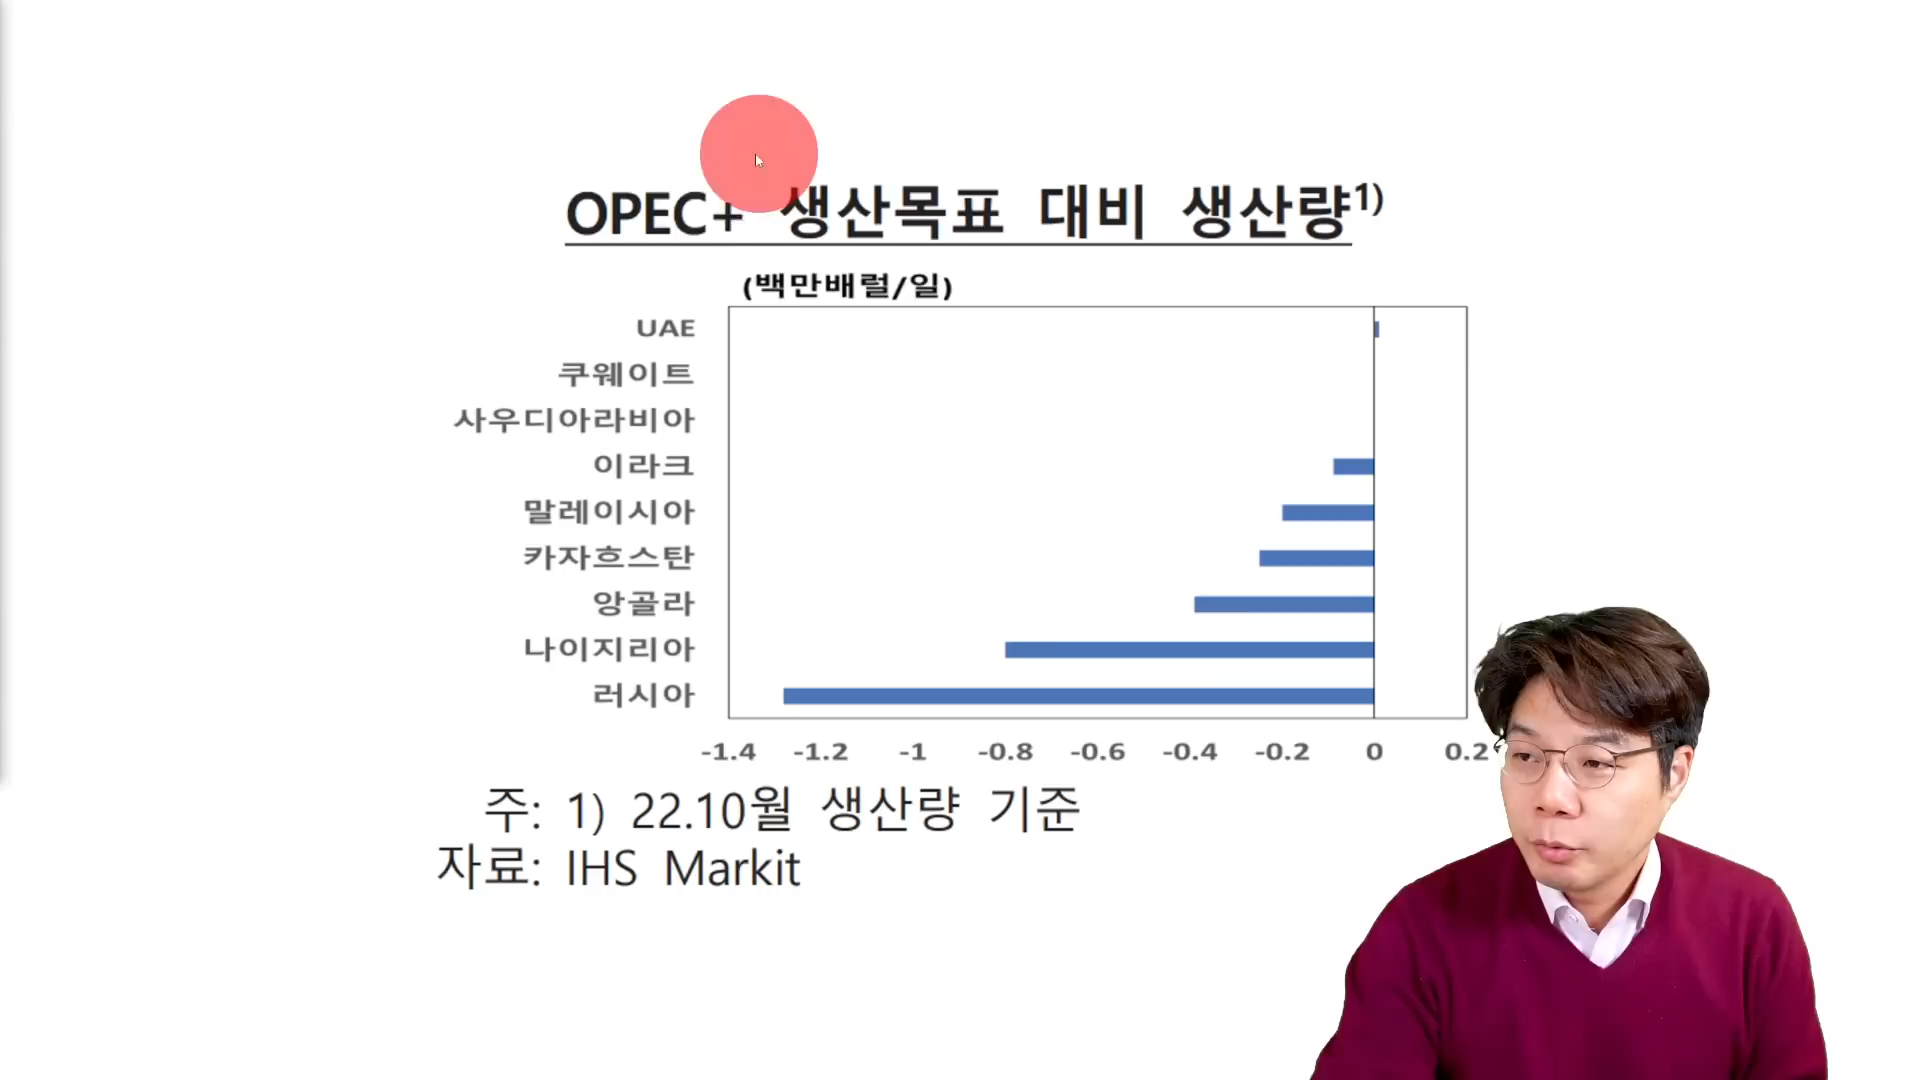 OPEC+ 생산목표 대비 생산량1)
(백만배럴/일)
UAE
쿠웨이트
사우디아라비아
이라크
말레이시아
카자흐스탄
앙골라
나이지리아
러시아
-1.4 -1.2 -1 -0.8 -0.6 -0.4 -0.2 0 0.2
주: 1) 22.10월 생산량 기준
자료: IHS Markit